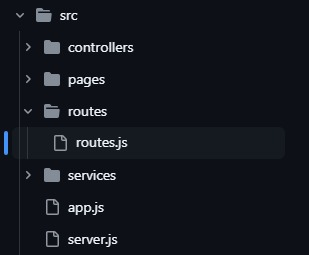 src
controllers
pages
routes
routes.js
services
app.js
server.js